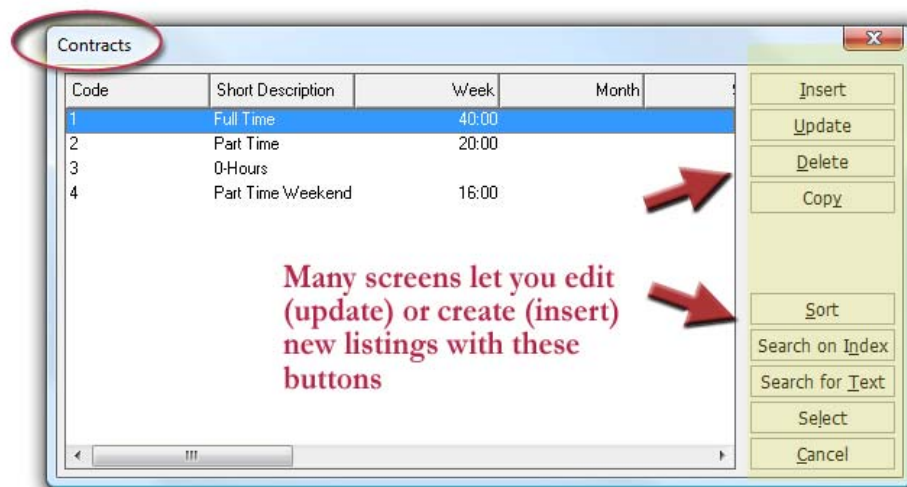 Contracts
Code Short Description Week Month
1 Full Time 40:00
2 Part Time 20:00
3 0-Hours
4 Part Time Weekend 16:00
Many screens let you edit
(update) or create (insert)
new listings with these
buttons
Insert
Update
Delete
Copy
Sort
Search on Index
Search for Text
Select
Cancel